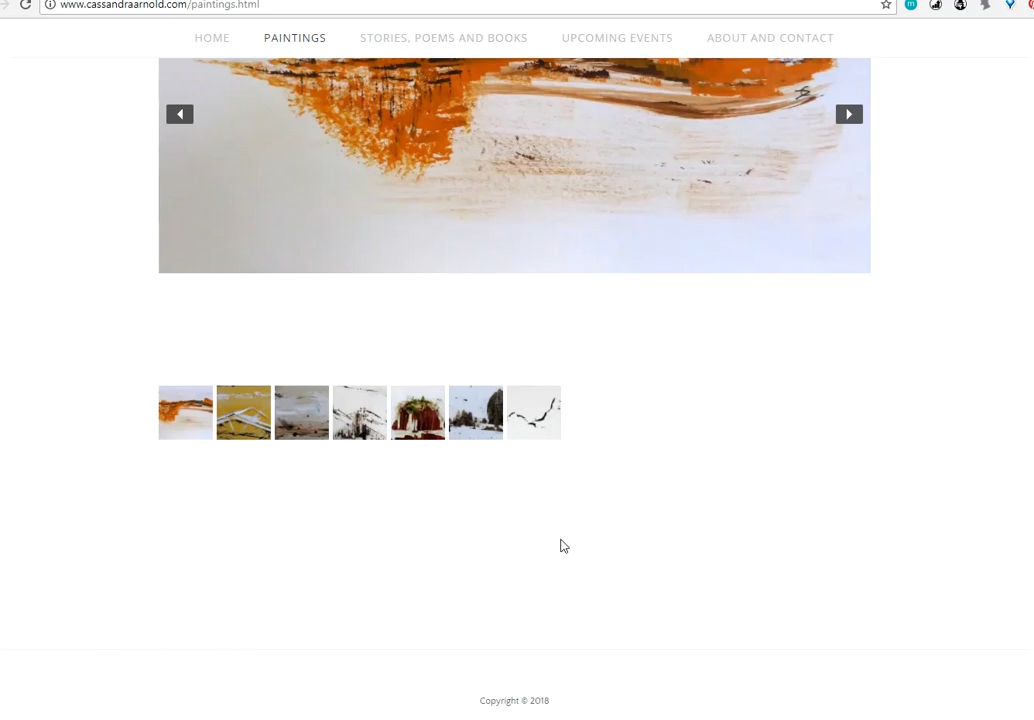 www.cassandraarnold.com/paintings.html
HOME PAINTINGS STORIES, POEMS AND BOOKS UPCOMING EVENTS ABOUT AND CONTACT
Copyright © 2018